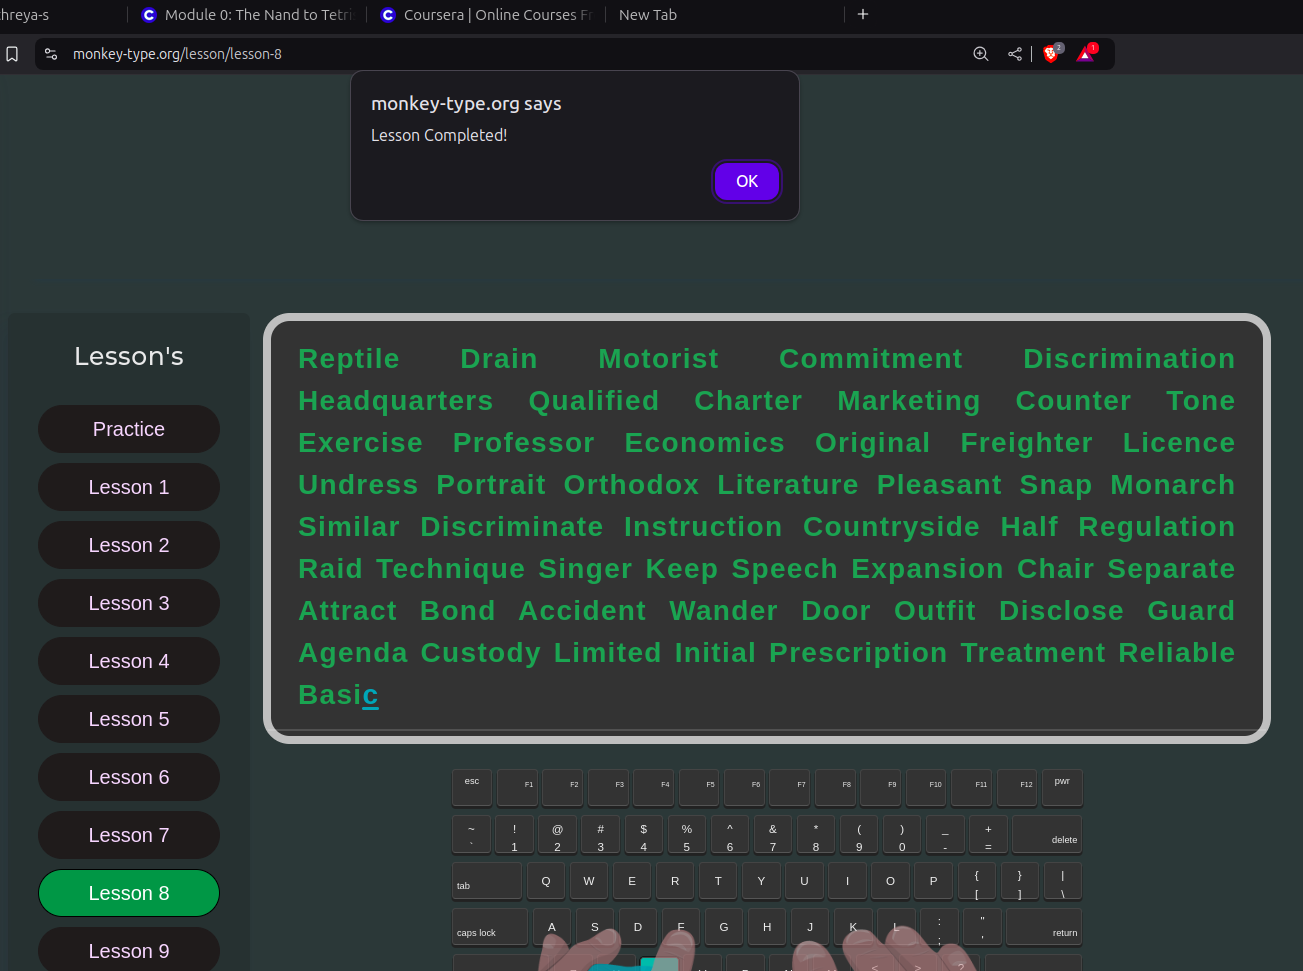 hreya-s
Module 0: The Nand to Tetris
Coursera | Online Courses Fr
New Tab
monkey-type.org/lesson/lesson-8
2
1
monkey-type.org says
Lesson Completed!
OK
Lesson's
Practice
Lesson 1
Lesson 2
Lesson 3
Lesson 4
Lesson 5
Lesson 6
Lesson 7
Lesson 8
Lesson 9
Reptile Drain Motorist Commitment Discrimination
Headquarters Qualified Charter Marketing Counter Tone
Exercise Professor Economics Original Freighter Licence
Undress Portrait Orthodox Literature Pleasant Snap Monarch
Similar Discriminate Instruction Countryside Half Regulation
Raid Technique Singer Keep Speech Expansion Chair Separate
Attract Bond Accident Wander Door Outfit Disclose Guard
Agenda Custody Limited Initial Prescription Treatment Reliable
Basic
esc F1 F2 F3 F4 F5 F6 F7 F8 F9 F10 F11 F12 pwr
~ ! @ # $ % ^ & * ( ) _ +
` 1 2 3 4 5 6 7 8 9 0 - = delete
tab Q W E R T Y U I O P { } |
[ ] \
caps lock A S D F G H J K L : "
; ' return
< > ?